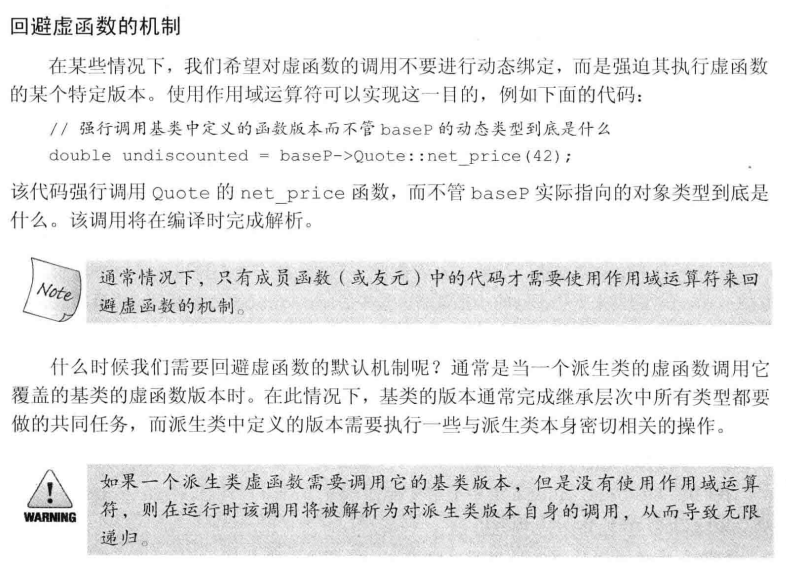 回避虚函数的机制
在某些情况下，我们希望对虚函数的调用不要进行动态绑定，而是强迫其执行虚函数
的某个特定版本。使用作用域运算符可以实现这一目的，例如下面的代码：
// 强行调用基类中定义的函数版本而不管 baseP 的动态类型到底是什么
double undiscounted = baseP->Quote::net_price(42);
该代码强行调用 Quote 的 net_price 函数，而不管 baseP 实际指向的对象类型到底是
什么。该调用将在编译时完成解析。
Note
通常情况下，只有成员函数（或友元）中的代码才需要使用作用域运算符来回
避虚函数的机制。
什么时候我们需要回避虚函数的默认机制呢？通常是当一个派生类的虚函数调用它
覆盖的基类的虚函数版本时。在此情况下，基类的版本通常完成继承层次中所有类型都要
做的共同任务，而派生类中定义的版本需要执行一些与派生类本身密切相关的操作。
WARNING
如果一个派生类虚函数需要调用它的基类版本，但是没有使用作用域运算
符，则在运行时该调用将被解析为对派生类版本自身的调用，从而导致无限
递归。